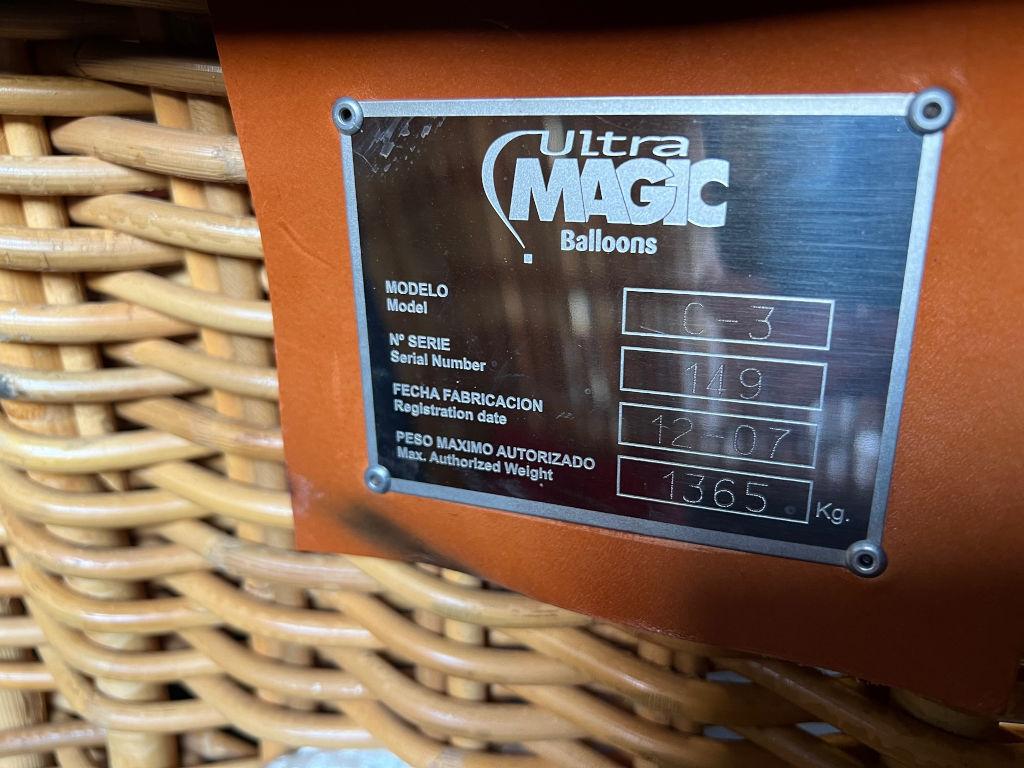 Ultra
MAGIC
Balloons
MODELO
Model
C-3
Nº SERIE
Serial Number
149
FECHA FABRICACION
Registration date
12-07
PESO MAXIMO AUTORIZADO
Max. Authorized Weight
1365 Kg.